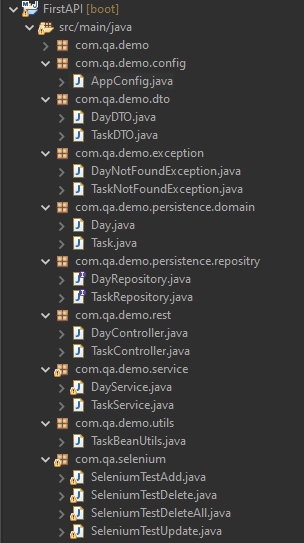 FirstAPI [boot]
src/main/java
com.qa.demo
com.qa.demo.config
AppConfig.java
com.qa.demo.dto
DayDTO.java
TaskDTO.java
com.qa.demo.exception
DayNotFoundException.java
TaskNotFoundException.java
com.qa.demo.persistence.domain
Day.java
Task.java
com.qa.demo.persistence.repositry
DayRepository.java
TaskRepository.java
com.qa.demo.rest
DayController.java
TaskController.java
com.qa.demo.service
DayService.java
TaskService.java
com.qa.demo.utils
TaskBeanUtils.java
com.qa.selenium
SeleniumTestAdd.java
SeleniumTestDelete.java
SeleniumTestDeleteAll.java
SeleniumTestUpdate.java